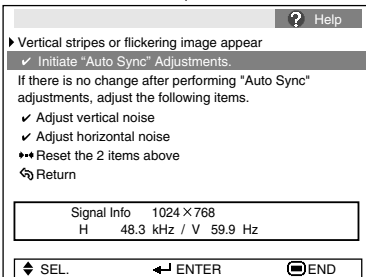 ? Help
Vertical stripes or flickering image appear
✔ Initiate “Auto Sync” Adjustments.
If there is no change after performing "Auto Sync"
adjustments, adjust the following items.
✔ Adjust vertical noise
✔ Adjust horizontal noise
Reset the 2 items above
Return
Signal Info 1024×768
H 48.3 kHz / V 59.9 Hz
SEL. ENTER END